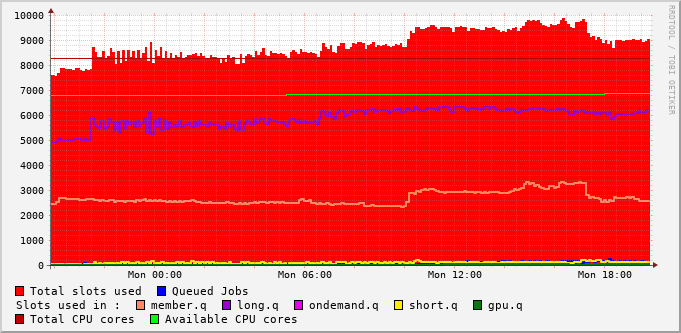 10000
9000
8000
7000
6000
5000
4000
3000
2000
1000
0
Mon 00:00 Mon 06:00 Mon 12:00 Mon 18:00
RRDTOOL / TOBI OETIKER
Total slots used Queued Jobs
Slots used in : member.q long.q ondemand.q short.q gpu.q
Total CPU cores Available CPU cores